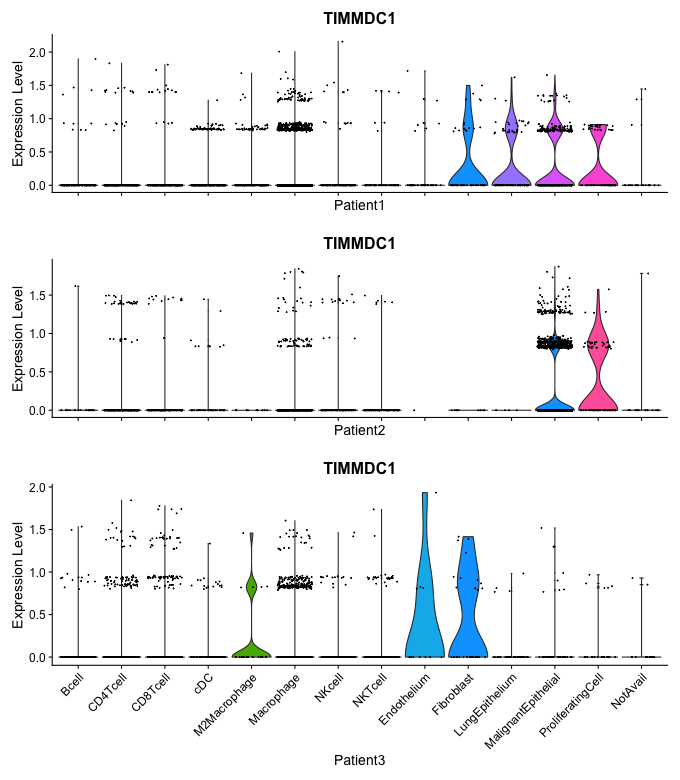 TIMMDC1
Expression Level
2.0
1.5
1.0
0.5
0.0
Patient1
TIMMDC1
Expression Level
1.5
1.0
0.5
0.0
Patient2
TIMMDC1
Expression Level
2.0
1.5
1.0
0.5
0.0
Bcell
CD4Tcell
CD8Tcell
cDC
M2Macrophage
Macrophage
NKcell
NKTcell
Endothelium
Fibroblast
LungEpithelium
MalignantEpithelial
ProliferatingCell
NotAvail
Patient3